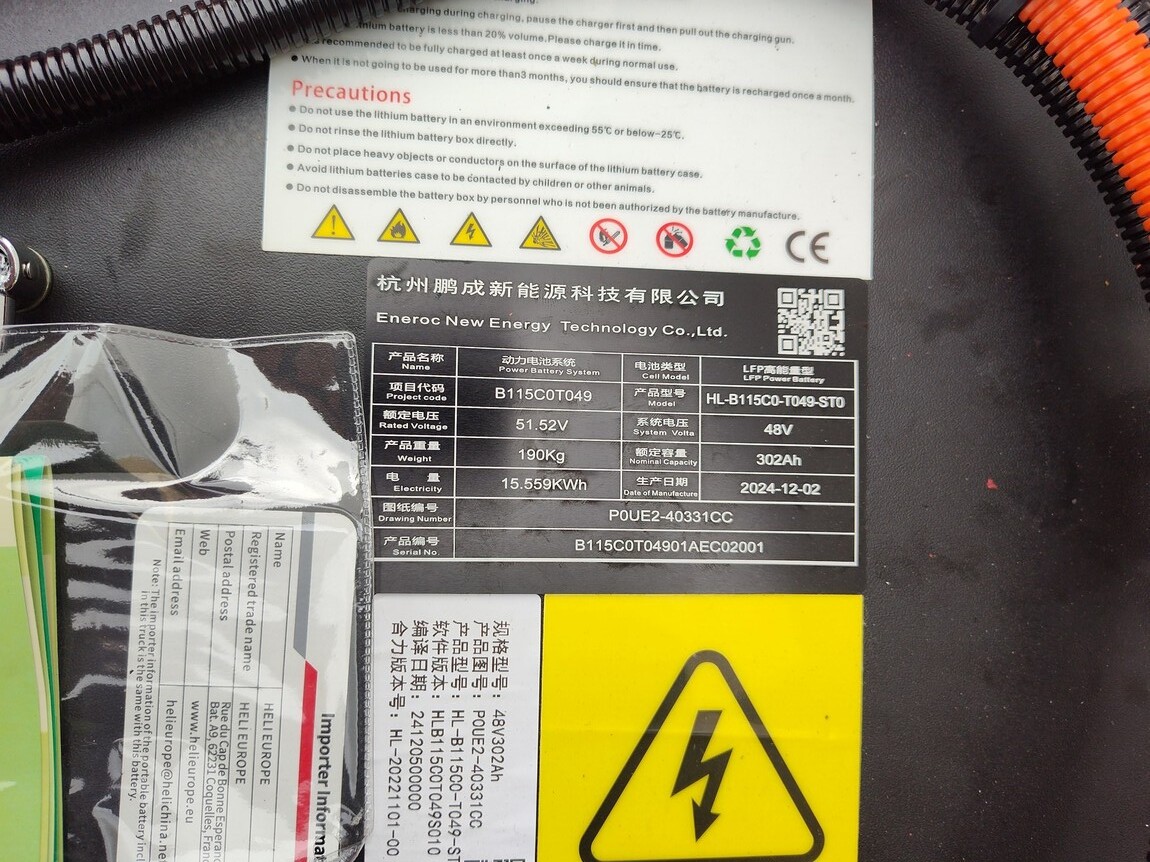 charging during charging, pause the charger first and then pull out the charging gun.
battery is less than 20% volume.Please charge it in time.
recommended to be fully charged at least once a week during normal use.
● When it is not going to be used for more than3 months, you should ensure that the battery is recharged once a month.
Precautions
● Do not use the lithium battery in an environment exceeding 55℃ or below-25℃.
● Do not rinse the lithium battery box directly.
● Do not place heavy objects or conductors on the surface of the lithium battery case.
● Avoid lithium batteries case to be contacted by children or other animals.
● Do not disassemble the battery box by personnel who is not been authorized by the battery manufacture.
CE
杭州鹏成新能源科技有限公司
Eneroc New Energy Technology Co.,Ltd.
产品名称 动力电池系统 电池类型 LFP高能量型
Name Power Battery System Cell Model LFP Power Battery
项目代码 B115C0T049 产品型号 HL-B115C0-T049-ST0
Project code Model
额定电压 51.52V 系统电压 48V
Rated Voltage System Volta
产品重量 190Kg 额定容量 302Ah
Weight Nominal Capacity
电 量 15.559KWh 生产日期 2024-12-02
Electricity Date of Manufacture
图纸编号 P0UE2-40331CC
Drawing Number
产品编号 B115C0T04901AEC02001
Serial No.
规格型号: 48V302Ah
产品图号: P0UE2-40331CC
产品型号: HL-B115C0-T049-ST
软件版本: HLB115C0T049S010
编译日期: 241205000000
合力版本号: HL-20221101-00
Importer Informat
Name HELI EUROPE
Registered trade name HELI EUROPE
Postal address Rue du Cap de Bonne Esperan
Bat. A9, 62231 Coquelles, Franc
Web www.helieurope.eu
Email address helieurope@helichina.ne
Note: The importer information of the portable battery incl
in this truck is the same with this battery.